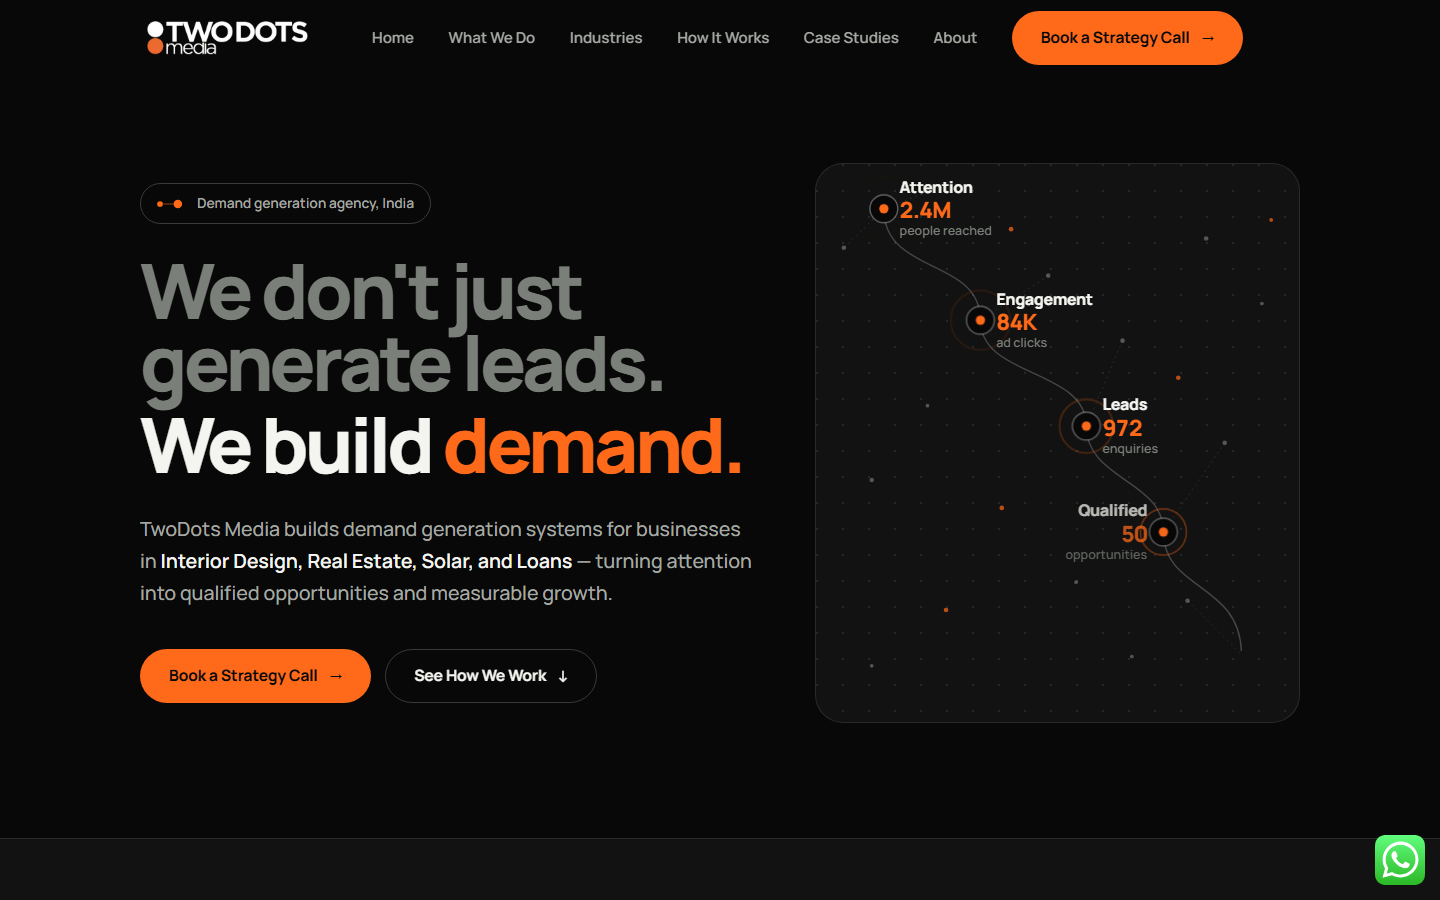 TWO DOTS
media
Home
What We Do
Industries
How It Works
Case Studies
About
Book a Strategy Call →
Demand generation agency, India
We don't just
generate leads.
We build demand.
TwoDots Media builds demand generation systems for businesses
in Interior Design, Real Estate, Solar, and Loans — turning attention
into qualified opportunities and measurable growth.
Book a Strategy Call →
See How We Work ↓
Attention
2.4M
people reached
Engagement
84K
ad clicks
Leads
972
enquiries
Qualified
50
opportunities